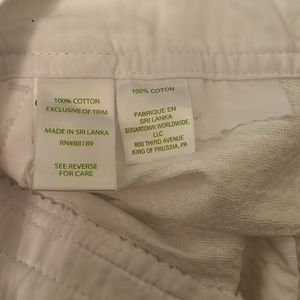 100% COTTON
EXCLUSIVE OF TRIM
MADE IN SRI LANKA
RN#88189
SEE REVERSE
FOR CARE
100% COTON
FABRIQUE EN
SRI LANKA
SUGARTOWN WORLDWIDE,
LLC
800 THIRD AVENUE
KING OF PRUSSIA, PA